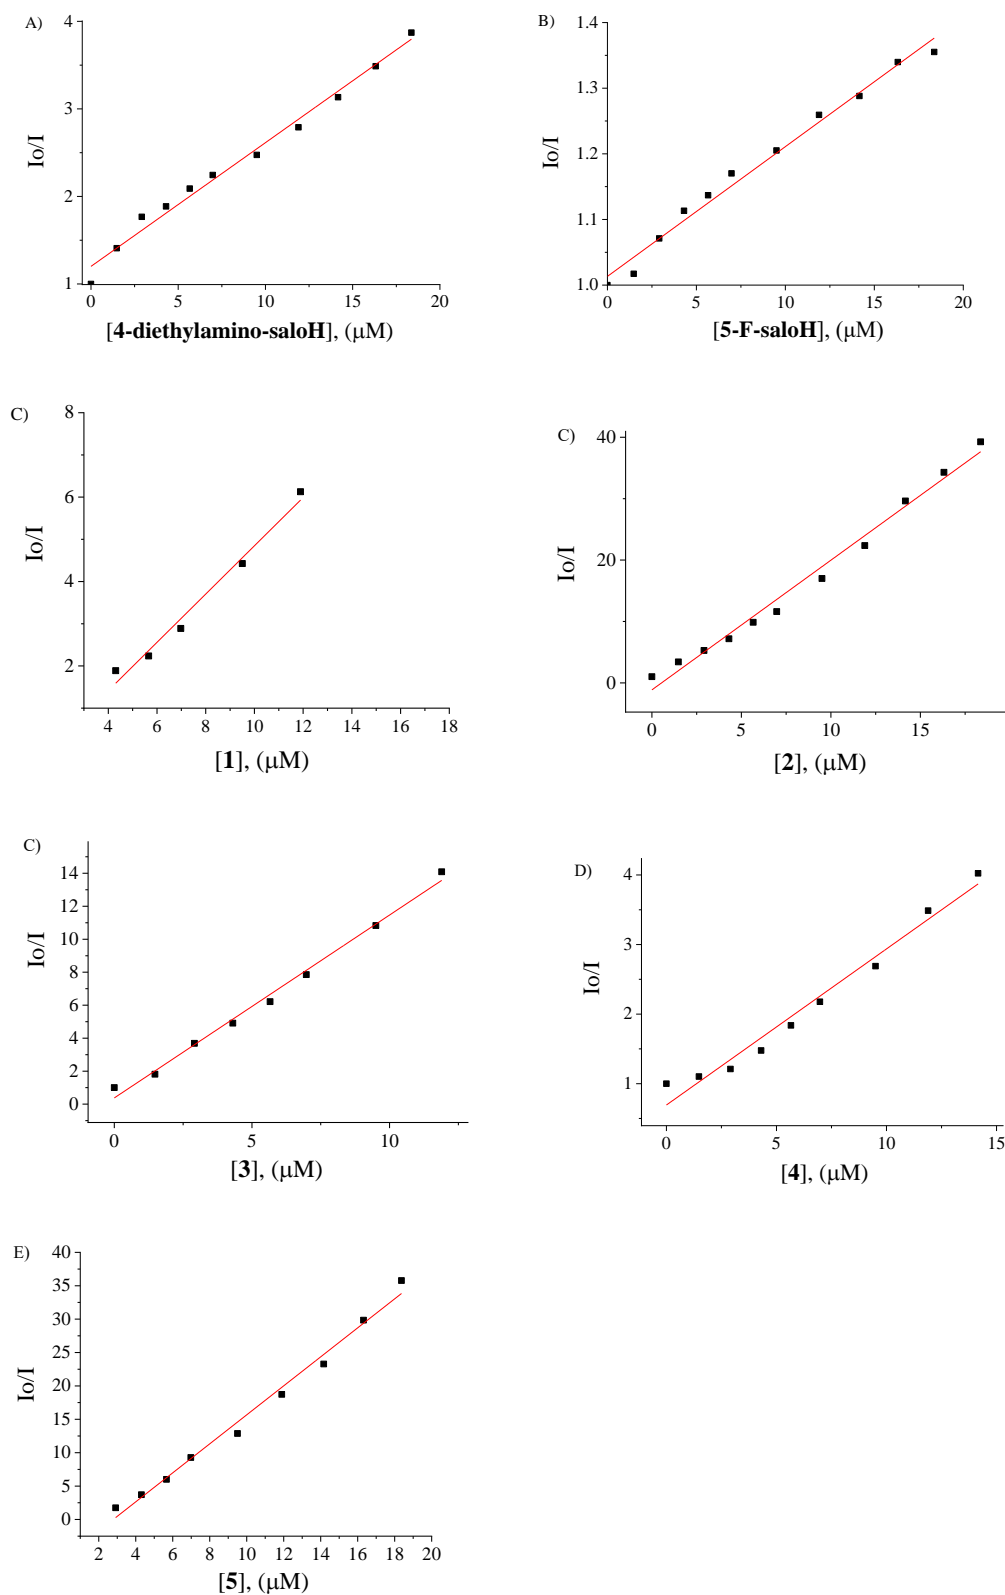 A)
4
3
2
1
Io/I
0 5 10 15 20
[4-diethylamino-saloH], (μM)
B)
1.4
1.3
1.2
1.1
1.0
Io/I
0 5 10 15 20
[5-F-saloH], (μM)
C)
8
6
4
2
Io/I
4 6 8 10 12 14 16 18
[1], (μM)
C)
40
20
0
Io/I
0 5 10 15
[2], (μM)
C)
14
12
10
8
6
4
2
0
Io/I
0 5 10
[3], (μM)
D)
4
3
2
1
Io/I
0 5 10 15
[4], (μM)
E)
40
35
30
25
20
15
10
5
0
Io/I
2 4 6 8 10 12 14 16 18 20
[5], (μM)